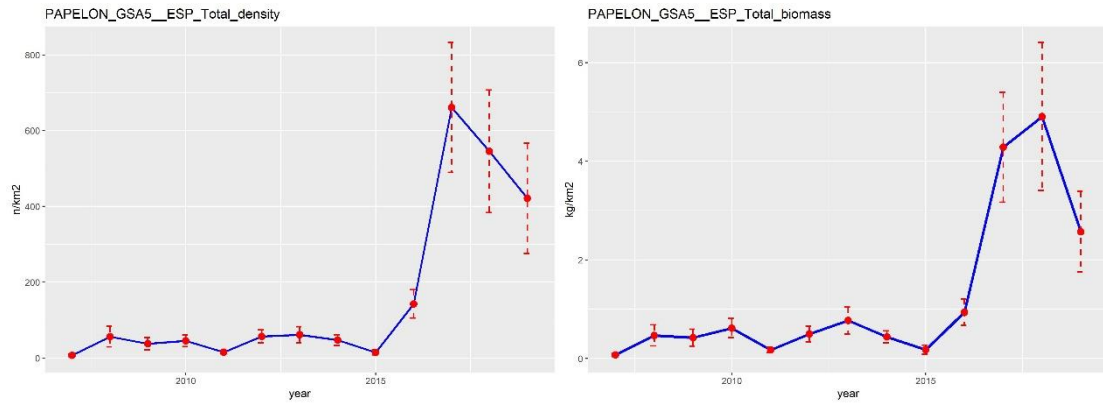 PAPELON_GSA5__ESP_Total_density
800
600
400
200
0
n/km2
2010
2015
year
PAPELON_GSA5__ESP_Total_biomass
6
4
2
0
kg/km2
2010
2015
year